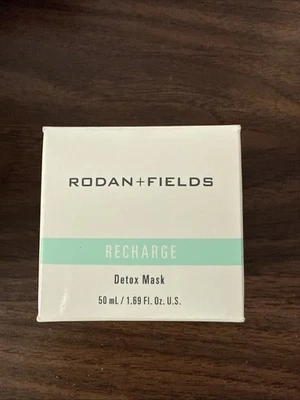 RODAN+FIELDS
RECHARGE
Detox Mask
50 mL / 1.69 Fl. Oz. U.S.